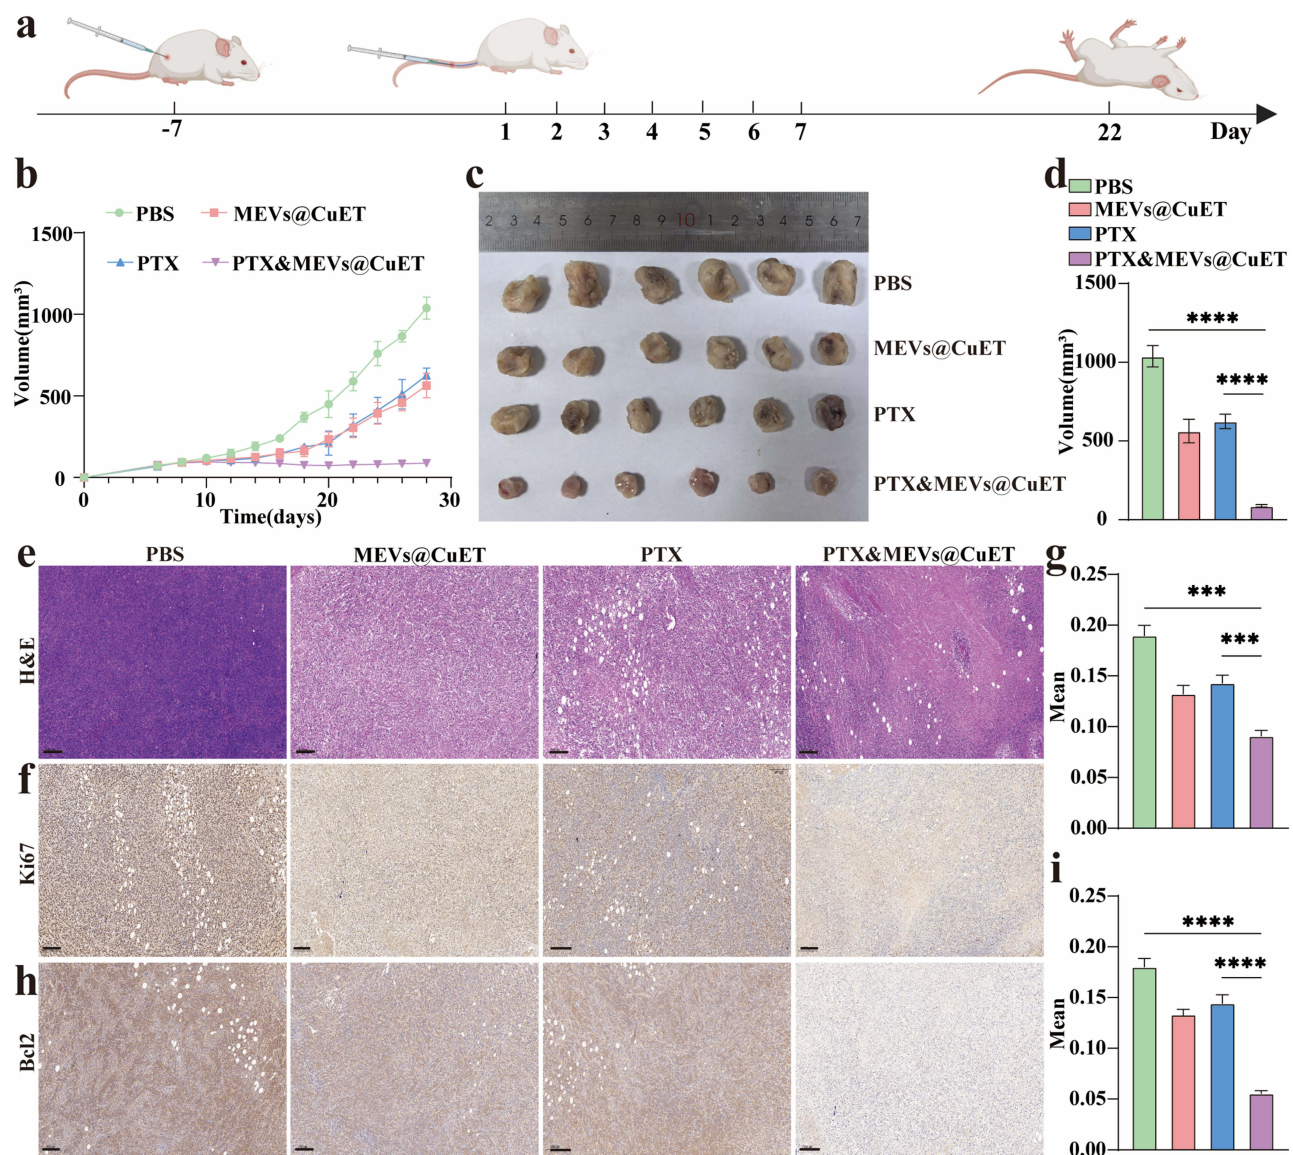 a
-7 1 2 3 4 5 6 7 22 Day
b
PBS MEVs@CuET
PTX PTX&MEVs@CuET
1500
1000
500
0
Volume(mm³)
0 10 20 30
Time(days)
c
2 3 4 5 6 7 8 9 10 1 2 3 4 5 6 7
PBS
MEVs@CuET
PTX
PTX&MEVs@CuET
d
PBS
MEVs@CuET
PTX
PTX&MEVs@CuET
1500
1000
500
0
Volume(mm³)
****
****
e
PBS MEVs@CuET PTX PTX&MEVs@CuET
H&E
f
Ki67
g
0.25
0.20
0.15
0.10
0.05
0.00
Mean
***
***
h
Bcl2
i
0.25
0.20
0.15
0.10
0.05
0.00
Mean
****
****